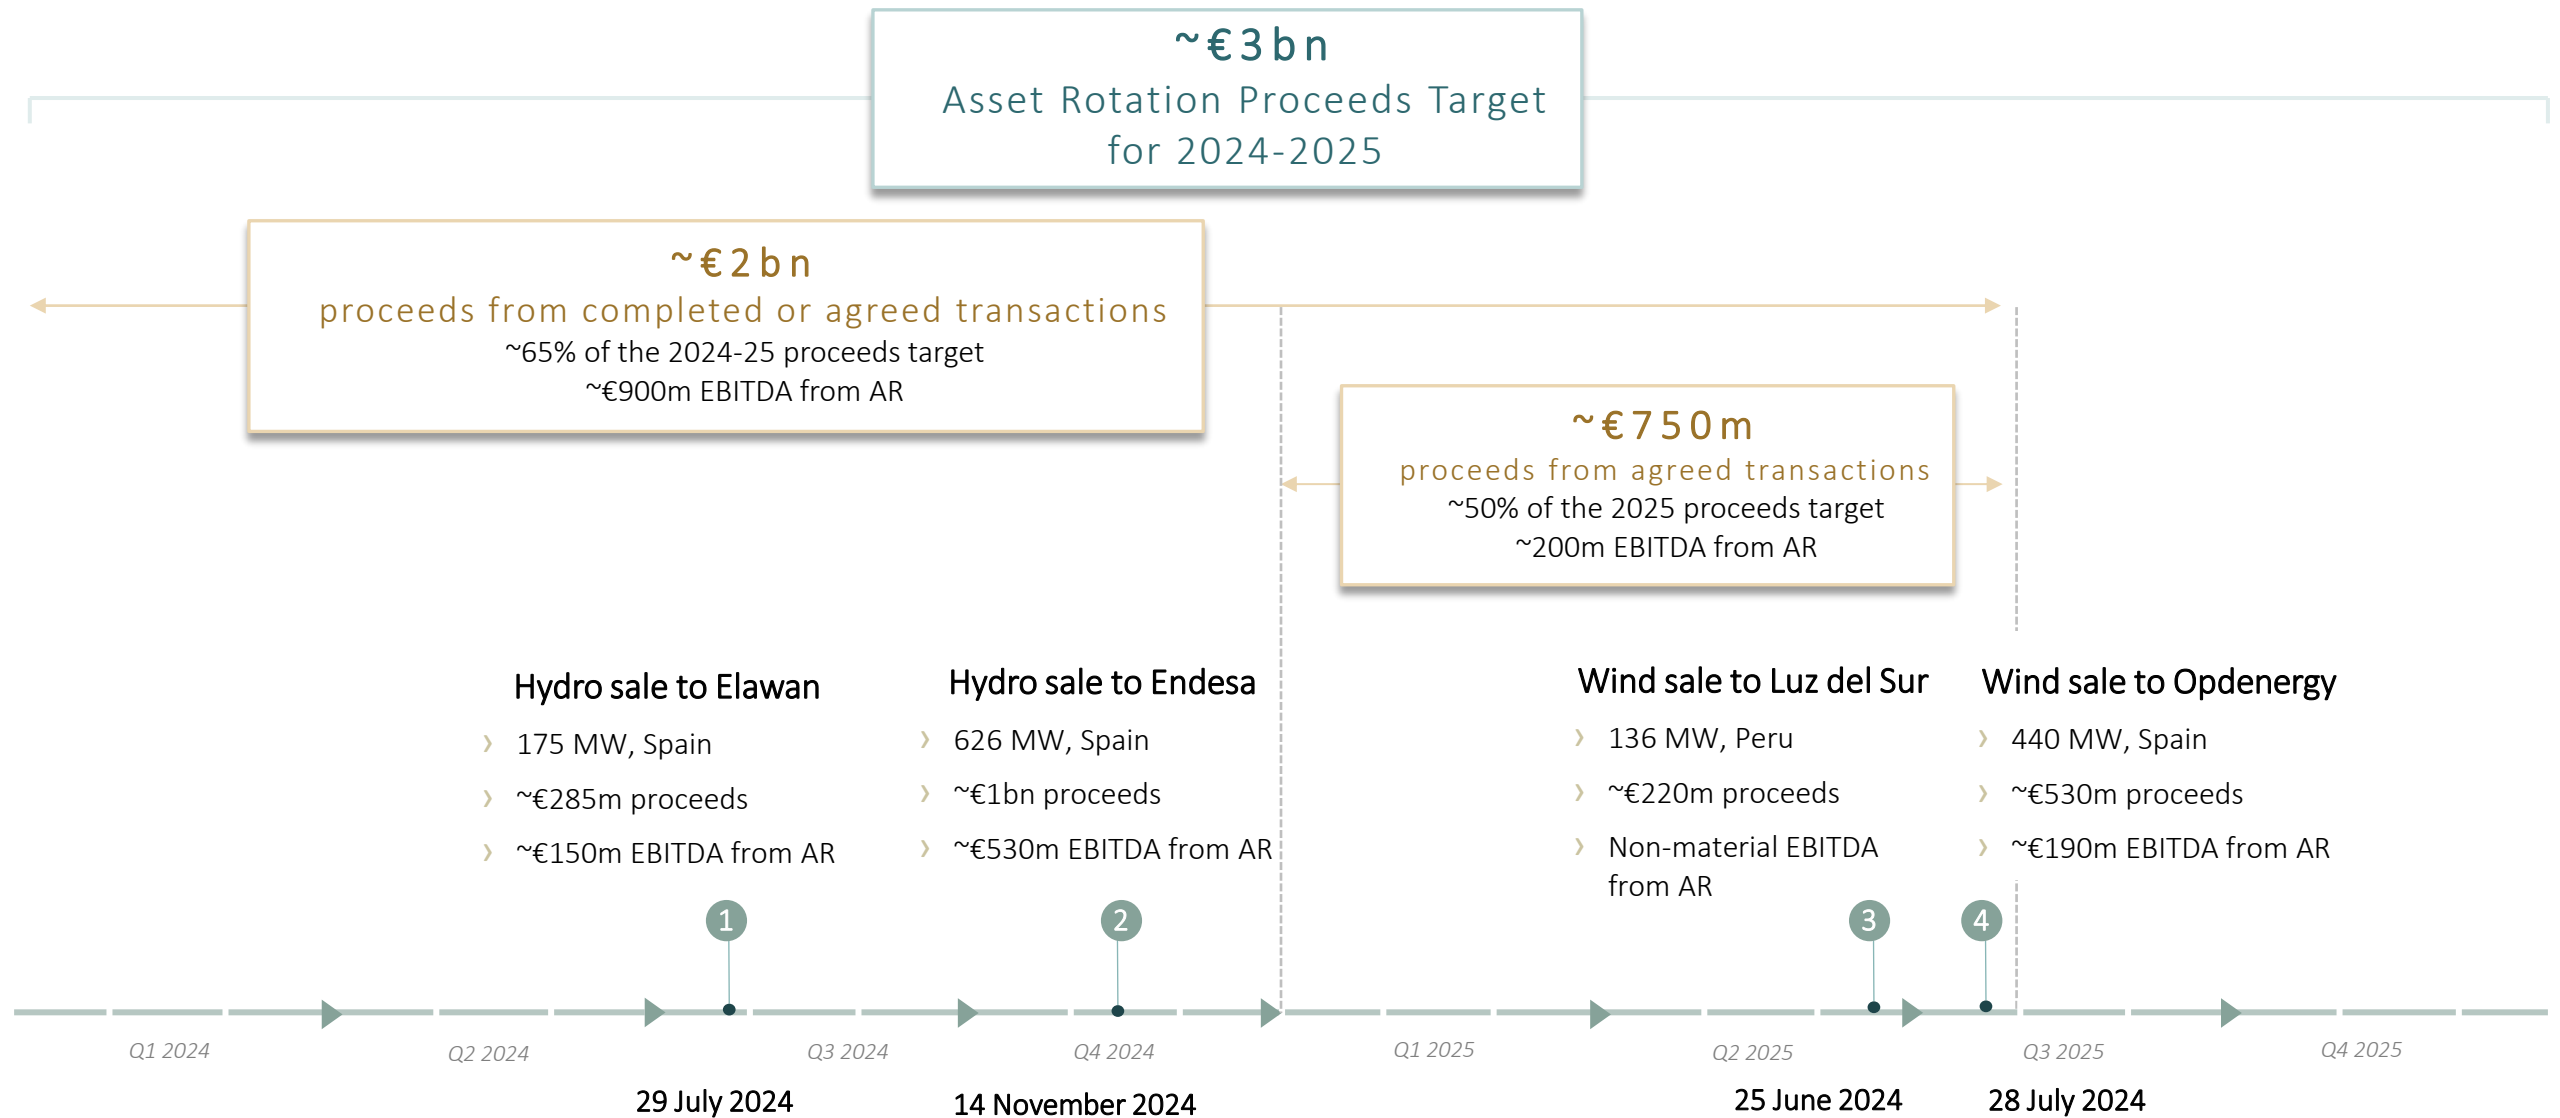 ~€3bn
Asset Rotation Proceeds Target
for 2024-2025
~€2bn
proceeds from completed or agreed transactions
~65% of the 2024-25 proceeds target
~€900m EBITDA from AR
~€750m
proceeds from agreed transactions
~50% of the 2025 proceeds target
~200m EBITDA from AR
Hydro sale to Elawan
› 175 MW, Spain
› ~€285m proceeds
› ~€150m EBITDA from AR
Hydro sale to Endesa
› 626 MW, Spain
› ~€1bn proceeds
› ~€530m EBITDA from AR
Wind sale to Luz del Sur
› 136 MW, Peru
› ~€220m proceeds
› Non-material EBITDA
from AR
Wind sale to Opdenergy
› 440 MW, Spain
› ~€530m proceeds
› ~€190m EBITDA from AR
1
2
3
4
Q1 2024
Q2 2024
Q3 2024
Q4 2024
Q1 2025
Q2 2025
Q3 2025
Q4 2025
29 July 2024
14 November 2024
25 June 2024
28 July 2024